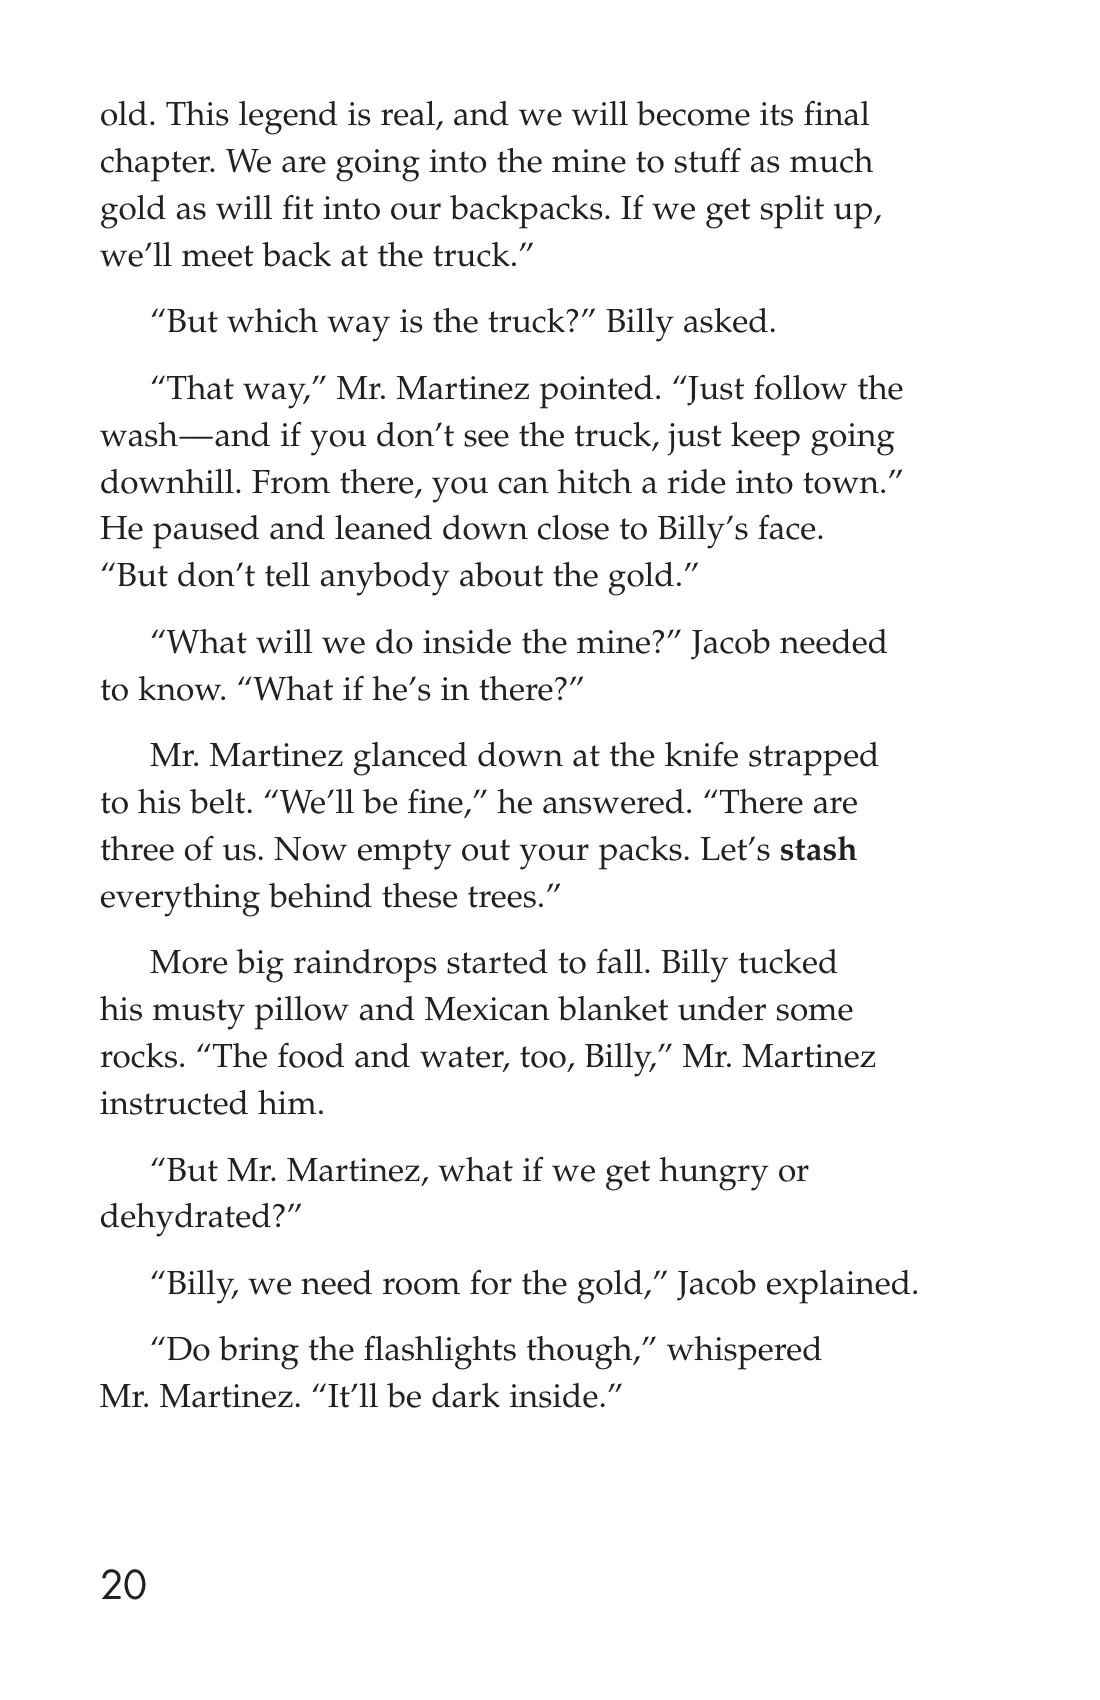 old. This legend is real, and we will become its final
chapter. We are going into the mine to stuff as much
gold as will fit into our backpacks. If we get split up,
we’ll meet back at the truck.”
“But which way is the truck?” Billy asked.
“That way,” Mr. Martinez pointed. “Just follow the
wash—and if you don’t see the truck, just keep going
downhill. From there, you can hitch a ride into town.”
He paused and leaned down close to Billy’s face.
“But don’t tell anybody about the gold.”
“What will we do inside the mine?” Jacob needed
to know. “What if he’s in there?”
Mr. Martinez glanced down at the knife strapped
to his belt. “We’ll be fine,” he answered. “There are
three of us. Now empty out your packs. Let’s stash
everything behind these trees.”
More big raindrops started to fall. Billy tucked
his musty pillow and Mexican blanket under some
rocks. “The food and water, too, Billy,” Mr. Martinez
instructed him.
“But Mr. Martinez, what if we get hungry or
dehydrated?”
“Billy, we need room for the gold,” Jacob explained.
“Do bring the flashlights though,” whispered
Mr. Martinez. “It’ll be dark inside.”
20